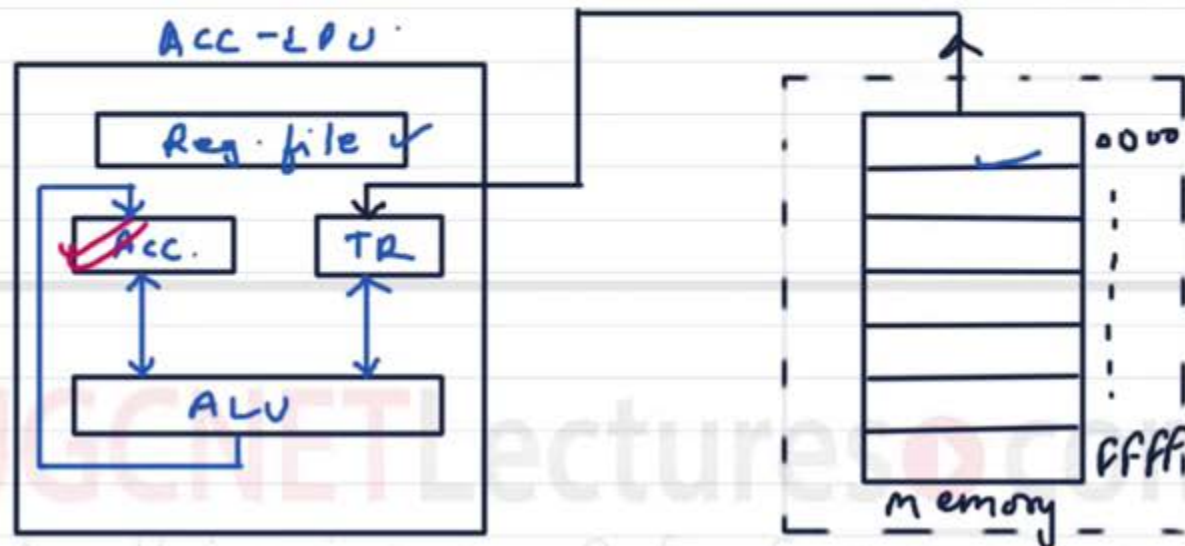 Acc-CPU
Reg. file
Acc.
TR
ALU
0000
FFFF
Memory
UGCNETLectures.com